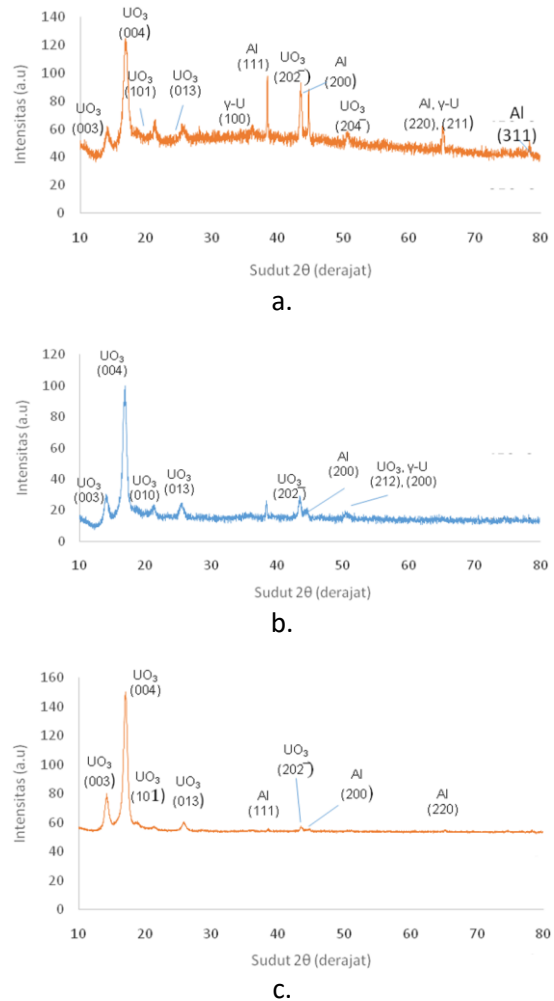 140
120
100
80
60
40
20
0
Intensitas (a.u)
UO₃
(003)
UO₃
(004)
UO₃
(101)
UO₃
(013)
γ-U
(100)
Al
(111)
UO₃
(202̄)
Al
(200)
UO₃
(204̄)
Al, γ-U
(220), (211)
Al
(311)
10 20 30 40 50 60 70 80
Sudut 2θ (derajat)
a.
120
100
80
60
40
20
0
Intensitas (a.u)
UO₃
(004)
UO₃
(003)
UO₃
(010)
UO₃
(013)
UO₃
(202̄)
Al
(200)
UO₃, γ-U
(212), (200)
10 20 30 40 50 60 70 80
Sudut 2θ (derajat)
b.
160
140
120
100
80
60
40
20
0
Intensitas (a.u)
UO₃
(004)
UO₃
(003)
UO₃
(101)
UO₃
(013)
Al
(111)
UO₃
(202̄)
Al
(200)
Al
(220)
10 20 30 40 50 60 70 80
Sudut 2θ (derajat)
c.